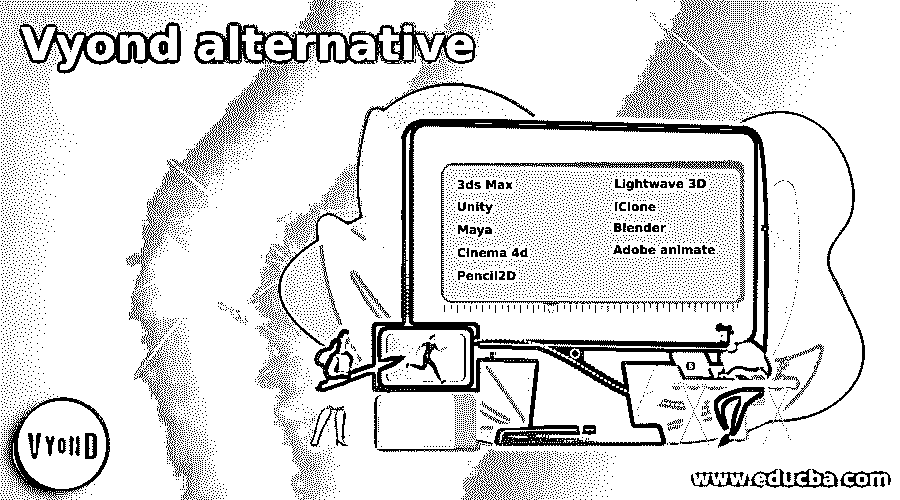 Vyond alternative
3ds Max
Unity
Maya
Cinema 4d
Pencil2D
Lightwave 3D
iClone
Blender
Adobe animate
VYOND
www.educba.com